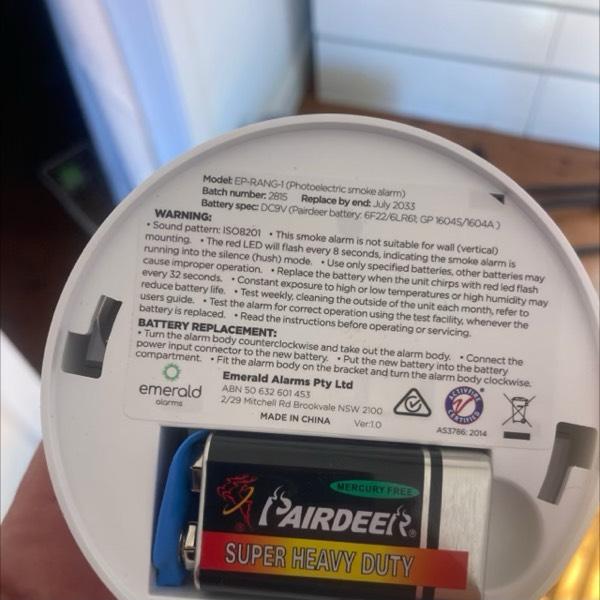 Model: EP-RANG-1 (Photoelectric smoke alarm)
Batch number: 2815 Replace by end: July 2033
Battery spec: DC9V (Pairdeer battery: 6F22/6LR61; GP 1604S/1604A )
WARNING:
• Sound pattern: ISO8201 • This smoke alarm is not suitable for wall (vertical)
mounting. • The red LED will flash every 8 seconds, indicating the smoke alarm is
running into the silence (hush) mode. • Use only specified batteries, other batteries may
cause improper operation. • Replace the battery when the unit chirps with red led flash
every 32 seconds. • Constant exposure to high or low temperatures or high humidity may
reduce battery life. • Test weekly, cleaning the outside of the unit each month, refer to
users guide. • Test the alarm for correct operation using the test facility, whenever the
battery is replaced. • Read the instructions before operating or servicing.
BATTERY REPLACEMENT:
• Turn the alarm body counterclockwise and take out the alarm body. • Connect the
power input connector to the new battery. • Put the new battery into the battery
compartment. • Fit the alarm body on the bracket and turn the alarm body clockwise.
emerald
alarms
Emerald Alarms Pty Ltd
ABN 50 632 601 453
2/29 Mitchell Rd Brookvale NSW 2100
MADE IN CHINA Ver:1.0
ACTIVFIRE
CERTIFIED
AS3786: 2014
MERCURY FREE
PAIRDEER®
SUPER HEAVY DUTY